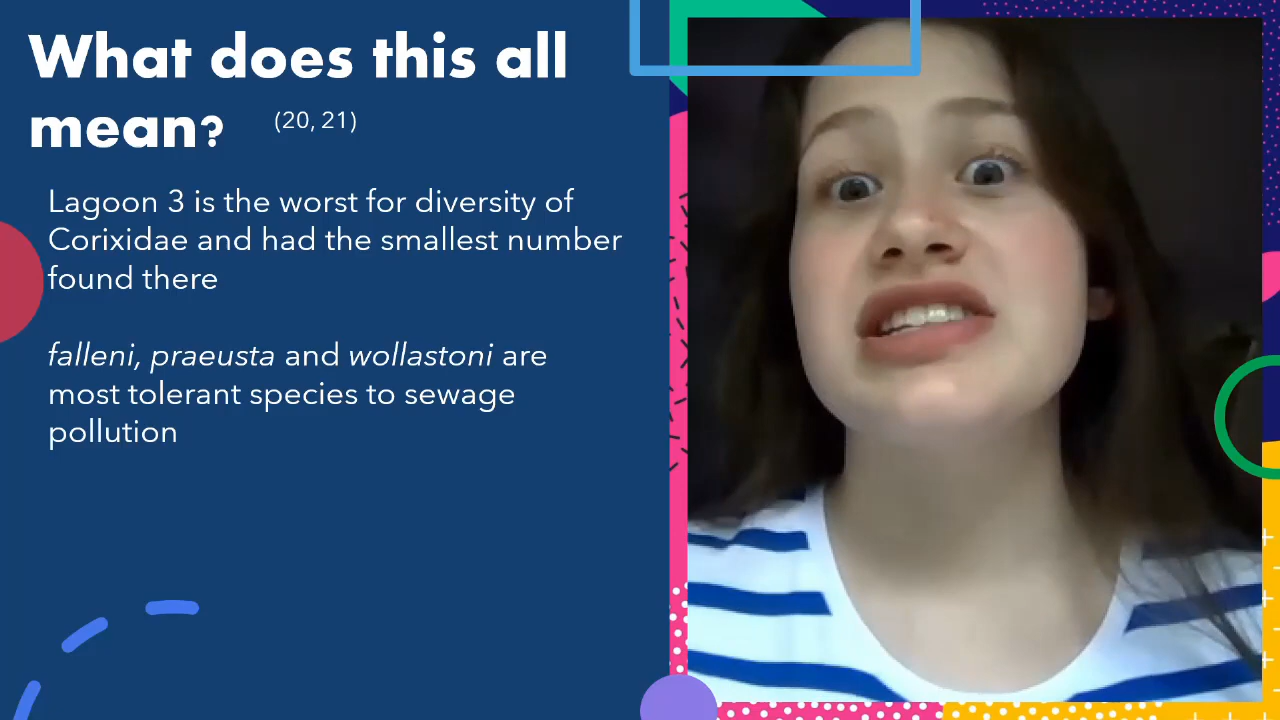 What does this all
mean? (20, 21)
Lagoon 3 is the worst for diversity of
Corixidae and had the smallest number
found there
falleni, praeusta and wollastoni are
most tolerant species to sewage
pollution